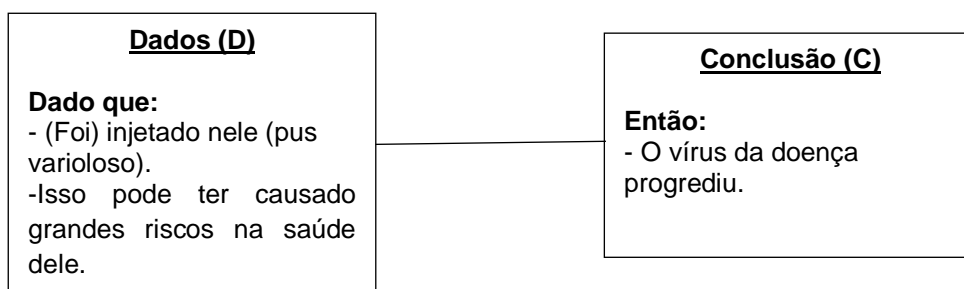 Dados (D)
Dado que:
- (Foi) injetado nele (pus
varioloso).
-Isso pode ter causado
grandes riscos na saúde
dele.
Conclusão (C)
Então:
- O vírus da doença
progrediu.